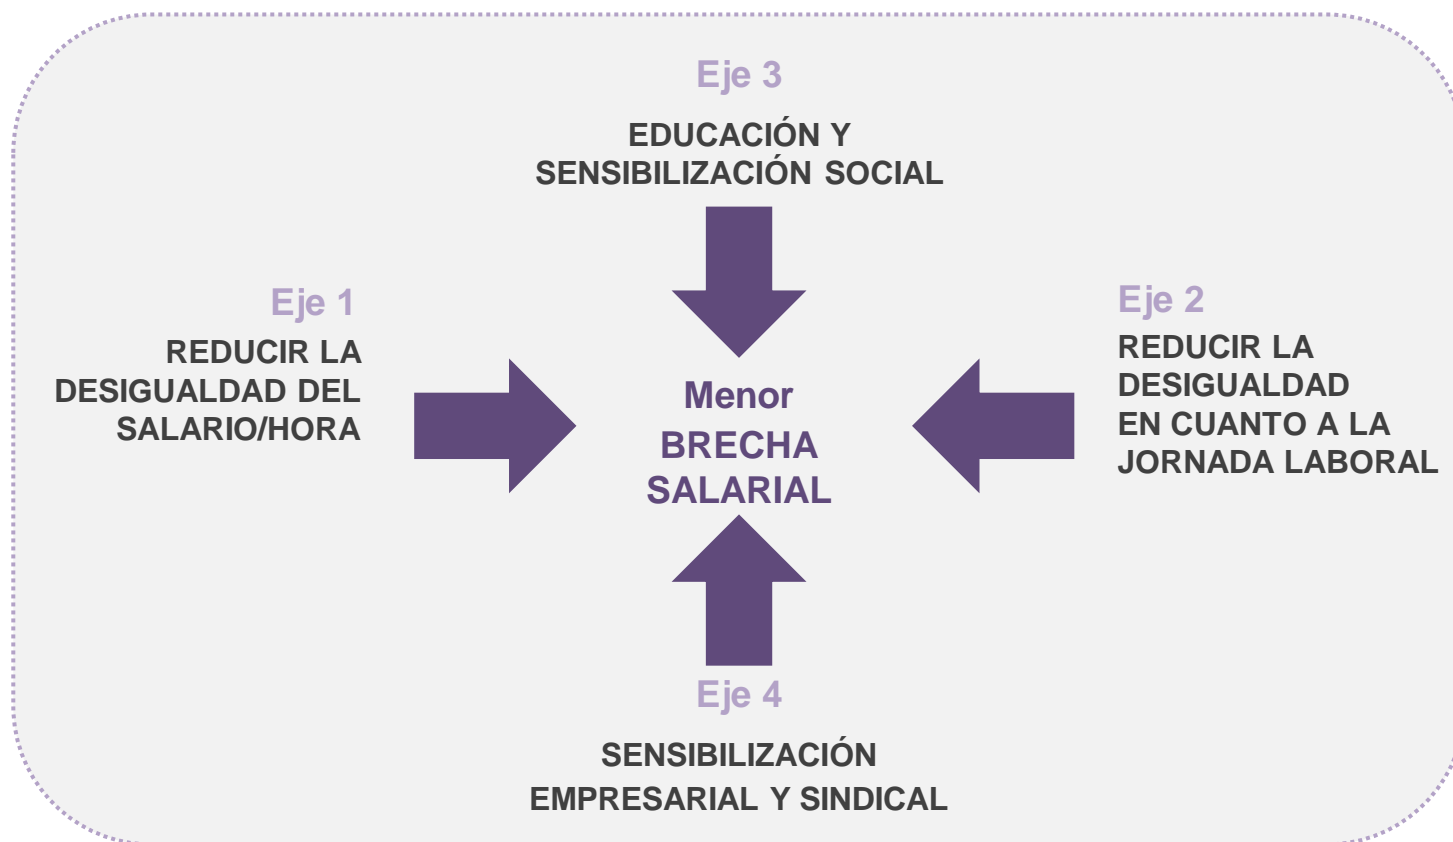 Eje 3
EDUCACIÓN Y
SENSIBILIZACIÓN SOCIAL
Eje 1
REDUCIR LA
DESIGUALDAD DEL
SALARIO/HORA
Menor
BRECHA
SALARIAL
Eje 2
REDUCIR LA
DESIGUALDAD
EN CUANTO A LA
JORNADA LABORAL
Eje 4
SENSIBILIZACIÓN
EMPRESARIAL Y SINDICAL